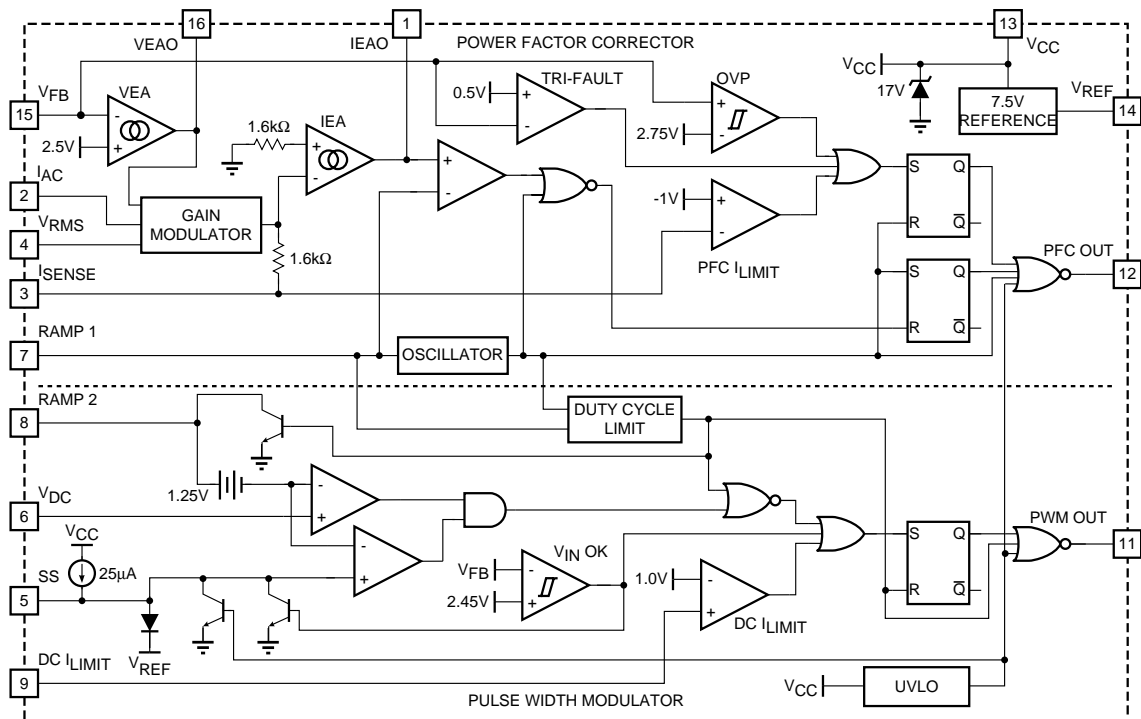 16
VEAO
1
IEAO
POWER FACTOR CORRECTOR
13
VCC
15
VFB
VEA
2.5V
1.6kΩ
IEA
TRI-FAULT
0.5V
OVP
2.75V
VCC
17V
7.5V
REFERENCE
VREF
14
2
IAC
4
VRMS
GAIN
MODULATOR
1.6kΩ
3
ISENSE
-1V
PFC ILIMIT
S
Q
R
Q̅
S
Q
R
Q̅
PFC OUT
12
7
RAMP 1
OSCILLATOR
8
RAMP 2
DUTY CYCLE
LIMIT
1.25V
6
VDC
VCC
25µA
5
SS
VREF
VFB
2.45V
VIN OK
1.0V
DC ILIMIT
S
Q
R
Q̅
PWM OUT
11
9
DC ILIMIT
PULSE WIDTH MODULATOR
VCC
UVLO
+
-
+
-
+
-
+
-
+
-
+
-
-
+
-
+
-
+
-
+